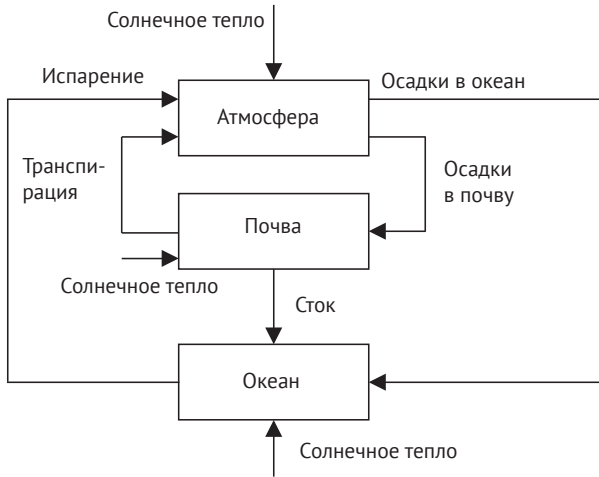 Солнечное тепло
Испарение
Осадки в океан
Атмосфера
Транспи-
рация
Осадки
в почву
Почва
Солнечное тепло
Сток
Океан
Солнечное тепло